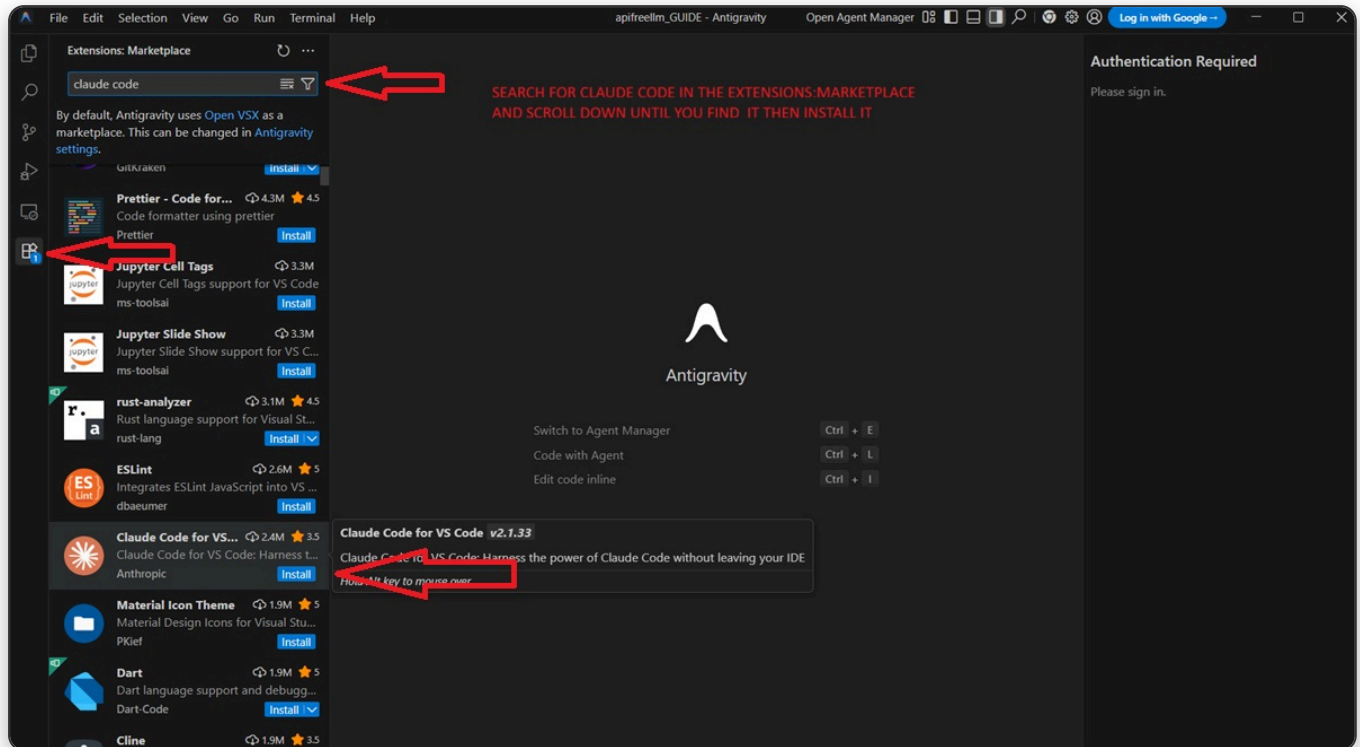 File Edit Selection View Go Run Terminal Help
apifreellm_GUIDE - Antigravity
Open Agent Manager
Log in with Google →
Extensions: Marketplace
claude code
By default, Antigravity uses Open VSX as a
marketplace. This can be changed in Antigravity
settings.
GitKraken
Install
Prettier - Code for... 4.3M 4.5
Code formatter using prettier
Prettier
Install
1
Jupyter Cell Tags 3.3M
jupyter
Jupyter Cell Tags support for VS Code
ms-toolsai
Install
Jupyter Slide Show 3.3M
jupyter
Jupyter Slide Show support for VS C...
ms-toolsai
Install
rust-analyzer 3.1M 4.5
r.
a
Rust language support for Visual St...
rust-lang
Install
ESLint 2.6M 5
ES
Lint
Integrates ESLint JavaScript into VS ...
dbaeumer
Install
Claude Code for VS... 2.4M 3.5
Claude Code for VS Code: Harness t...
Anthropic
Install
Material Icon Theme 1.9M 5
Material Design Icons for Visual Stu...
PKief
Install
Dart 1.9M 5
Dart language support and debugg...
Dart-Code
Install
Cline 1.9M 3.5
SEARCH FOR CLAUDE CODE IN THE EXTENSIONS:MARKETPLACE
AND SCROLL DOWN UNTIL YOU FIND IT THEN INSTALL IT
Antigravity
Switch to Agent Manager Ctrl + E
Code with Agent Ctrl + L
Edit code inline Ctrl + I
Claude Code for VS Code v2.1.33
Claude Code for VS Code: Harness the power of Claude Code without leaving your IDE
Hold Alt key to mouse over
Authentication Required
Please sign in.